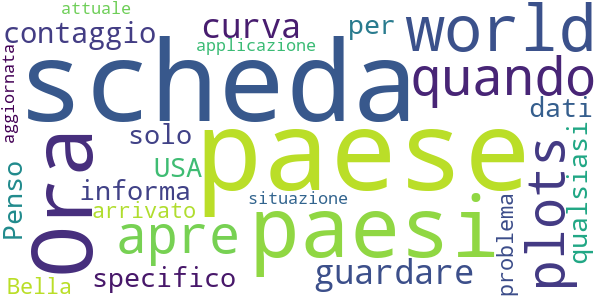 attuale
contaggio
curva
per
world
applicazione
aggiornata
scheda
quando
Ora
paese
plots
dati
qualsiasi
solo
USA
Penso
informa
arrivato
situazione
paesi
apre
problema
guardare
specifico
Bella